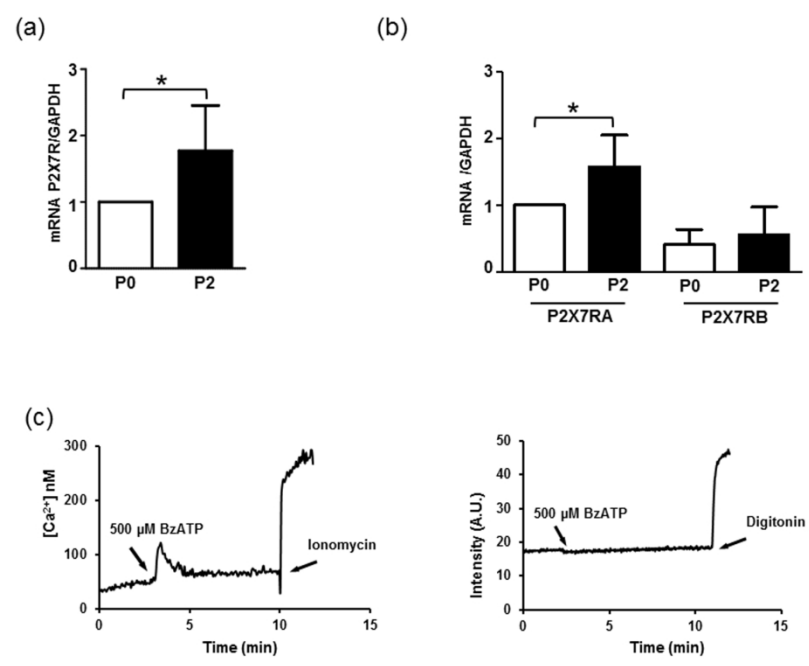 (a)
mRNA P2X7R/GAPDH
3
2
1
0
*
P0 P2
(b)
mRNA /GAPDH
3
2
1
0
*
P0 P2 P0 P2
P2X7RA P2X7RB
(c)
[Ca²⁺] nM
300
200
100
0
500 µM BzATP
Ionomycin
0 5 10 15
Time (min)
Intensity (A.U.)
50
40
30
20
10
0
500 µM BzATP
Digitonin
0 5 10 15
Time (min)